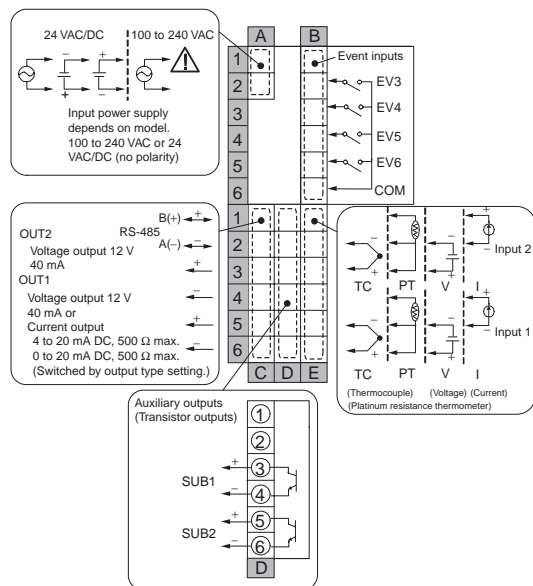 24 VAC/DC
100 to 240 VAC
− + + −
Input power supply
depends on model.
100 to 240 VAC or 24
VAC/DC (no polarity)
A
B
1
2
3
4
5
6
Event inputs
EV3
EV4
EV5
EV6
COM
1
2
3
4
5
6
C D E
B(+) +
RS-485
A(−) −
OUT2
Voltage output 12 V
40 mA
+
OUT1
−
Voltage output 12 V
40 mA or
Current output
+
4 to 20 mA DC, 500 Ω max.
0 to 20 mA DC, 500 Ω max.
−
(Switched by output type setting.)
− − +
+ + −
Input 2
TC PT V I
− − +
+ + −
Input 1
TC PT V I
(Thermocouple) (Voltage) (Current)
(Platinum resistance thermometer)
Auxiliary outputs
(Transistor outputs)
1
2
3
4
5
6
D
+
SUB1
−
+
SUB2
−